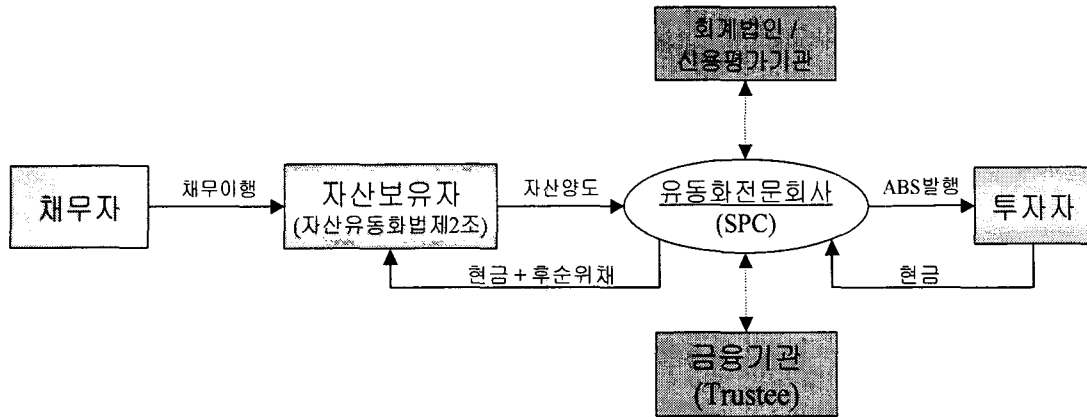 회계법인 /
신용평가기관
채무자
채무이행
자산보유자
(자산유동화법제2조)
자산양도
유동화전문회사
(SPC)
ABS발행
투자자
현금 + 후순위채
현금
금융기관
(Trustee)